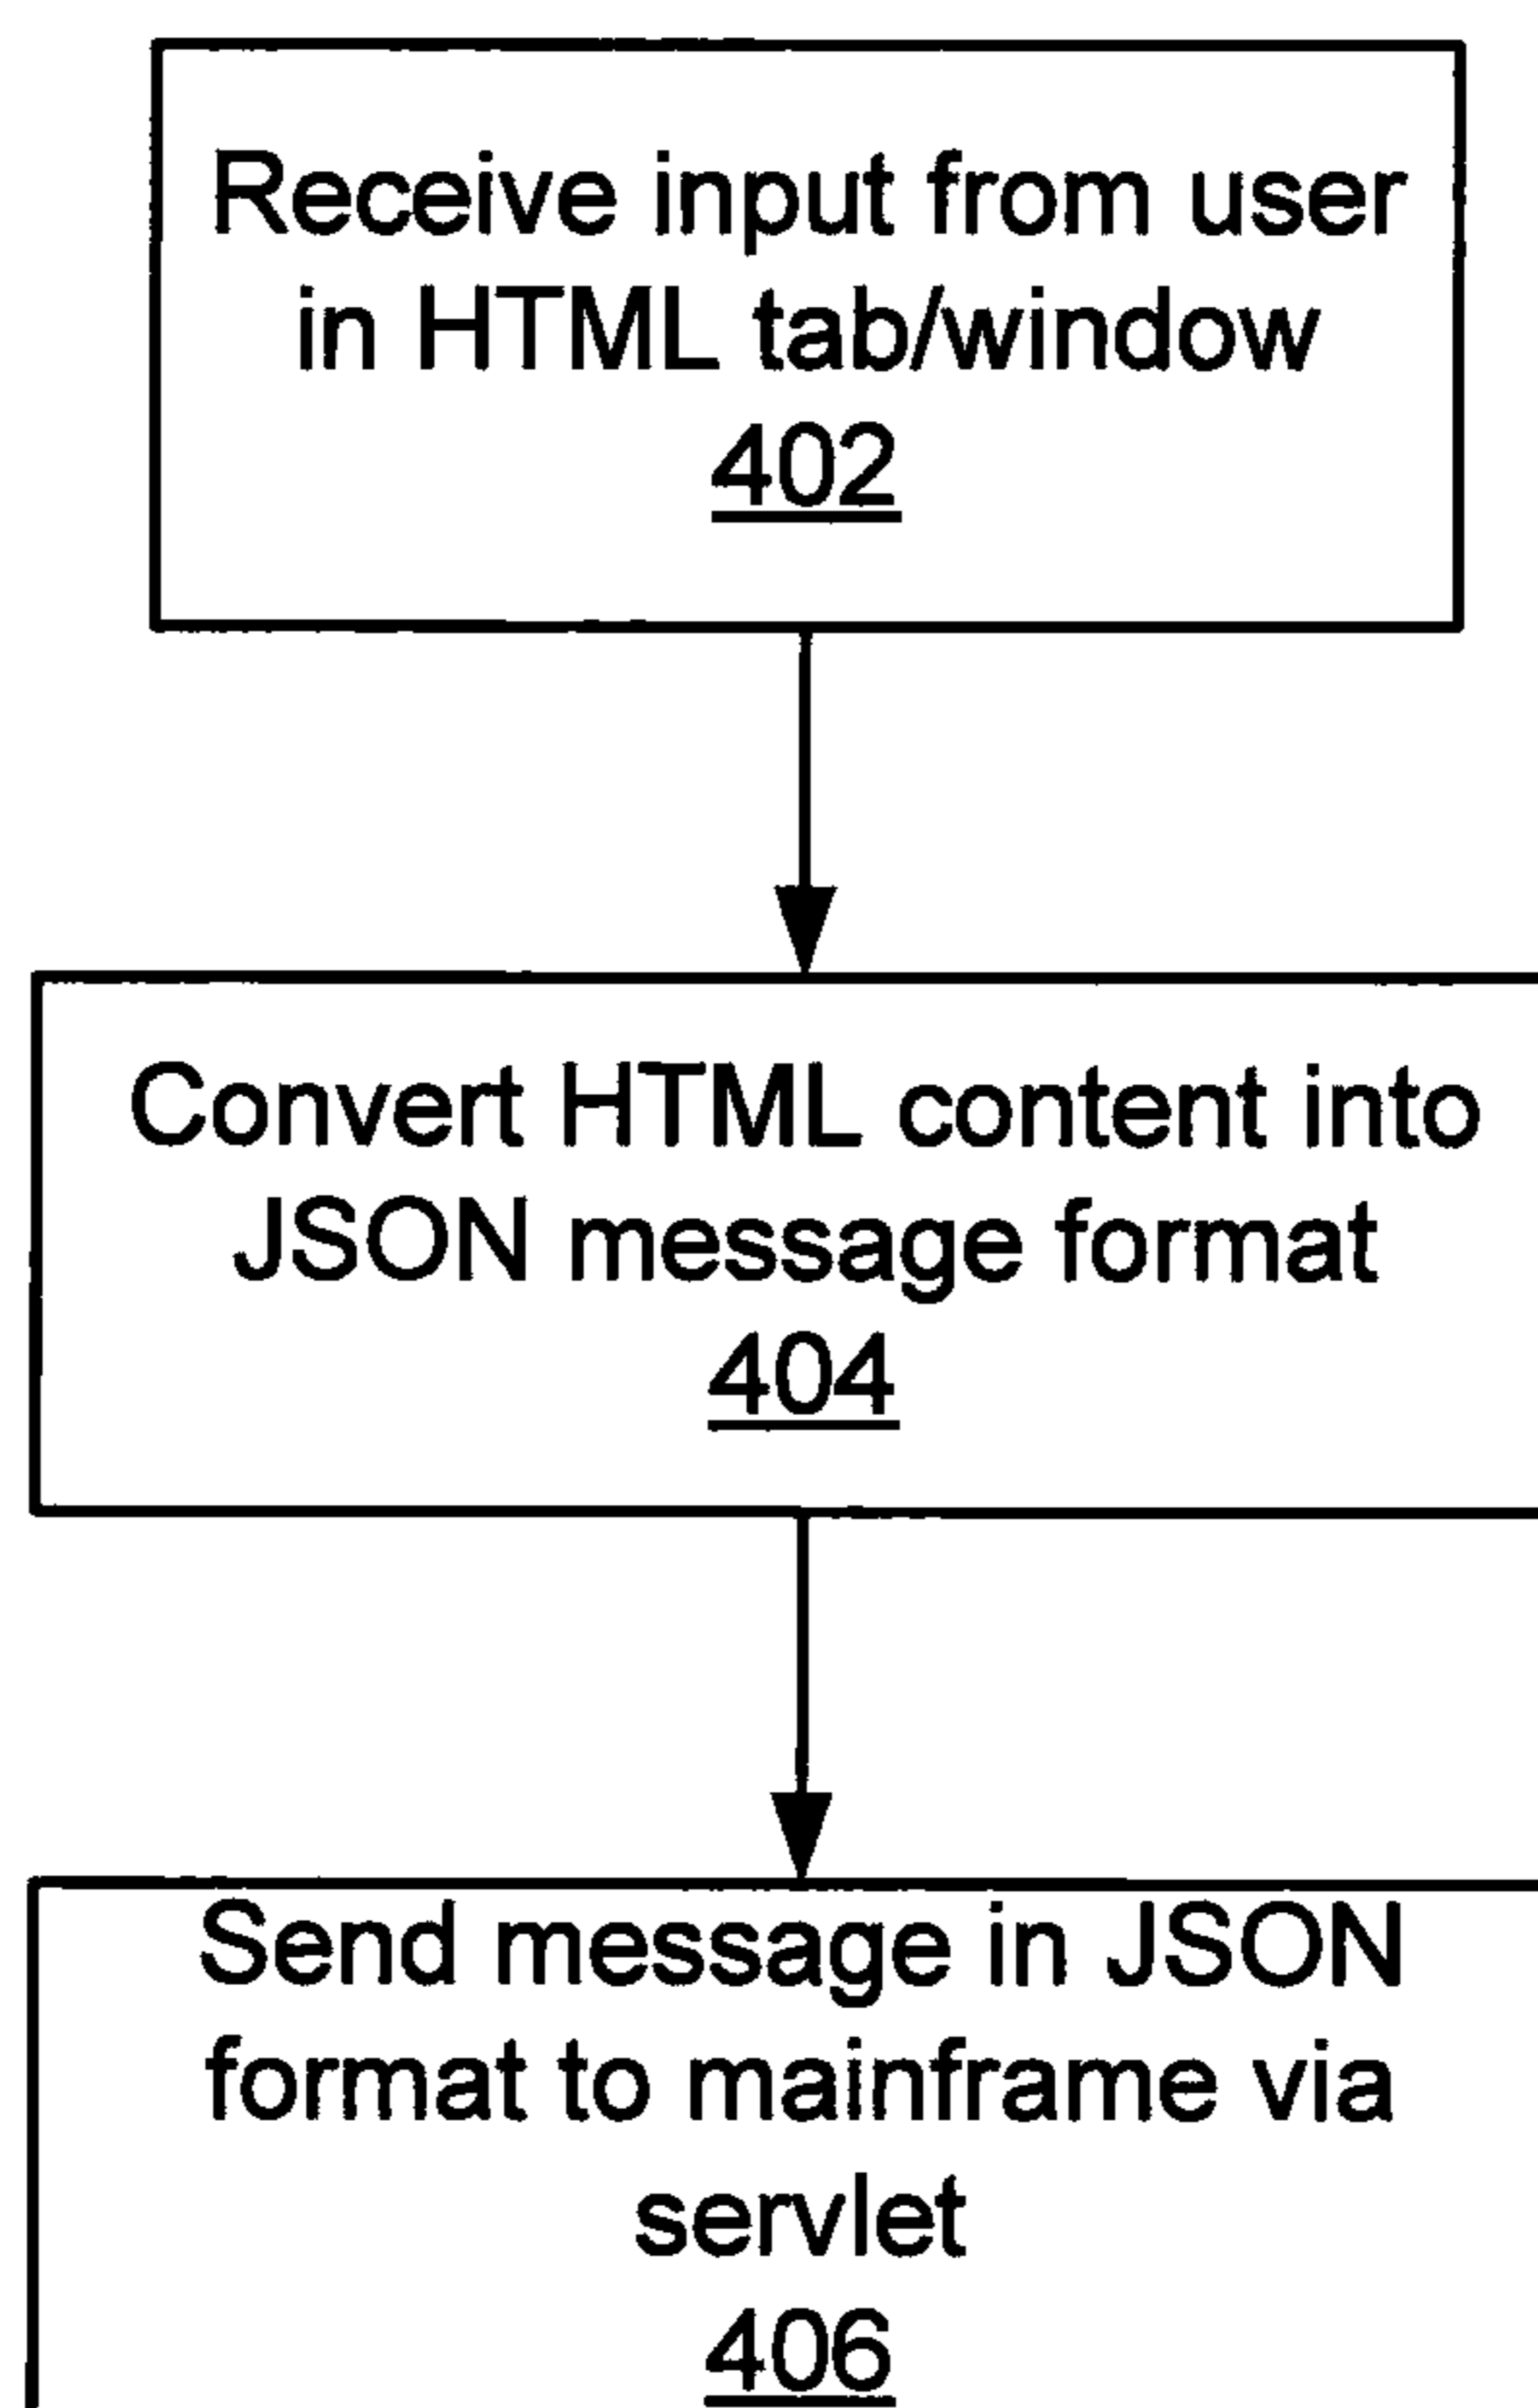 Receive input from user
in HTML tab/window
402
Convert HTML content into
JSON message format
404
Send message in JSON
format to mainframe via
servlet
406